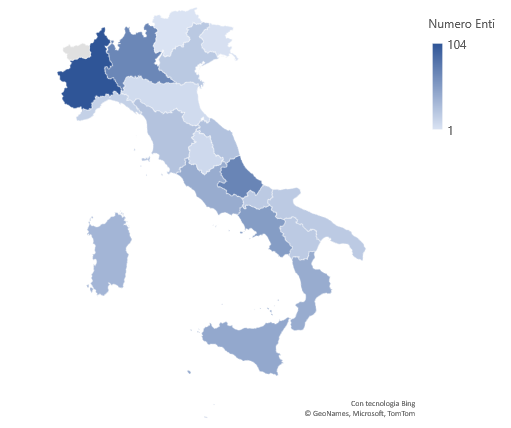 Numero Enti
104
1
Con tecnologia Bing
© GeoNames, Microsoft, TomTom